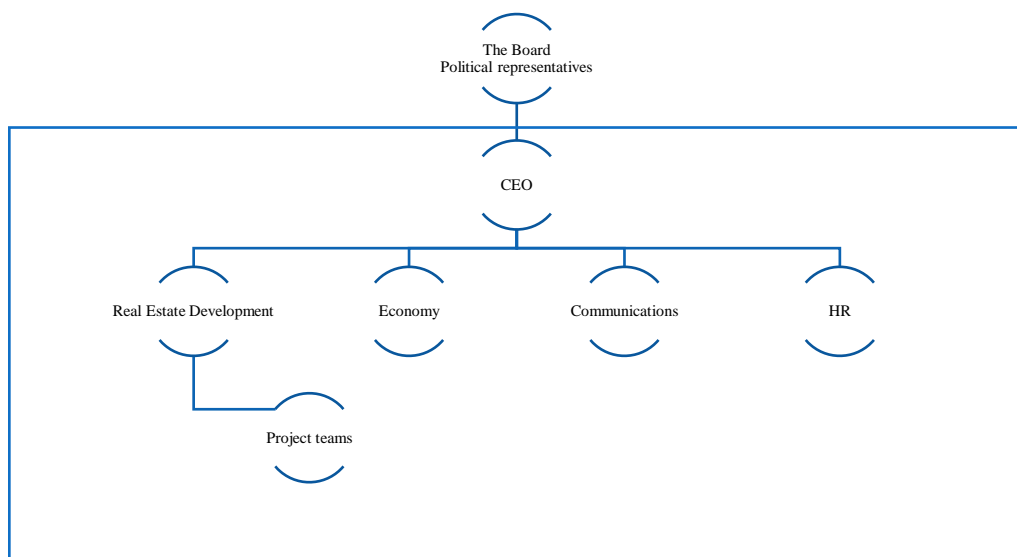 The Board
Political representatives
CEO
Real Estate Development
Economy
Communications
HR
Project teams